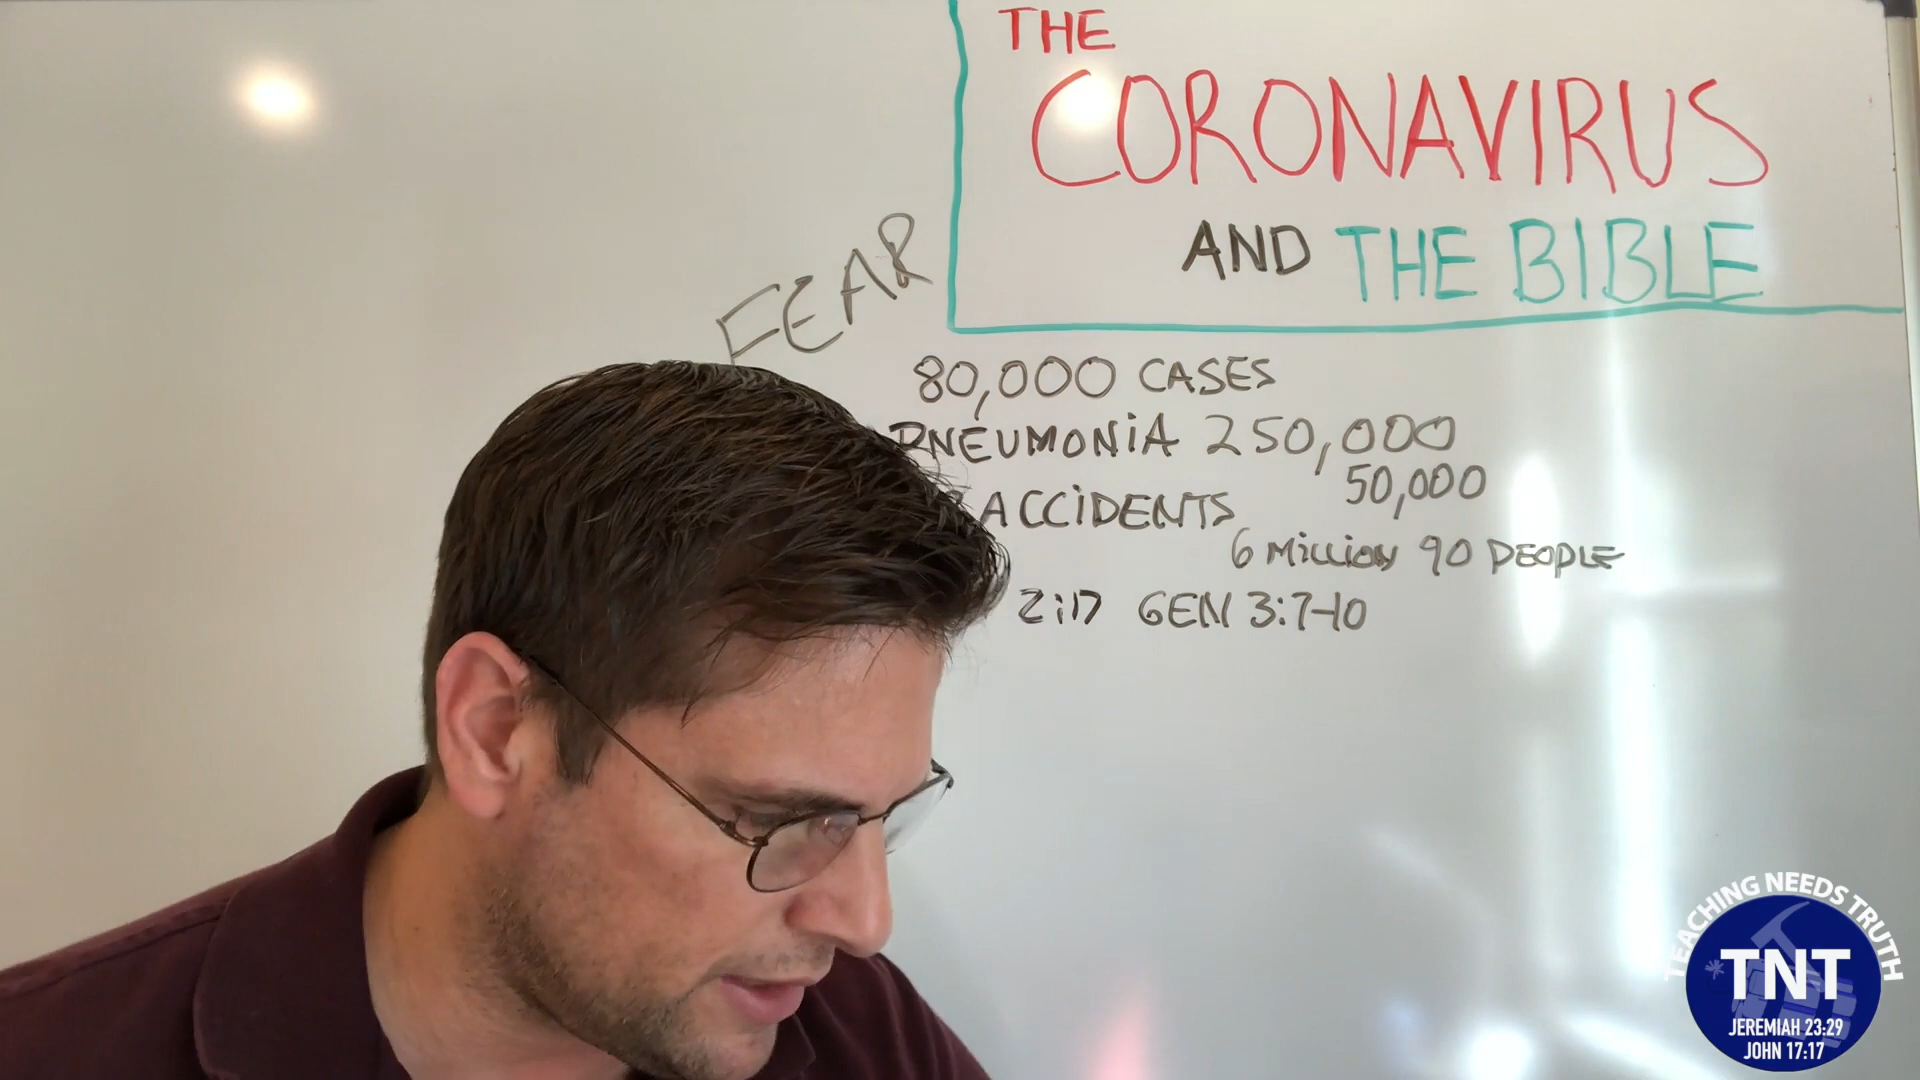 THE
CORONAVIRUS
AND THE BIBLE
FEAR
80,000 CASES
PNEUMONIA 250,000
50,000
ACCIDENTS
6 MILLION 90 PEOPLE
2:17 GEN 3:7-10
TEACHING NEEDS TRUTH
TNT
JEREMIAH 23:29
JOHN 17:17